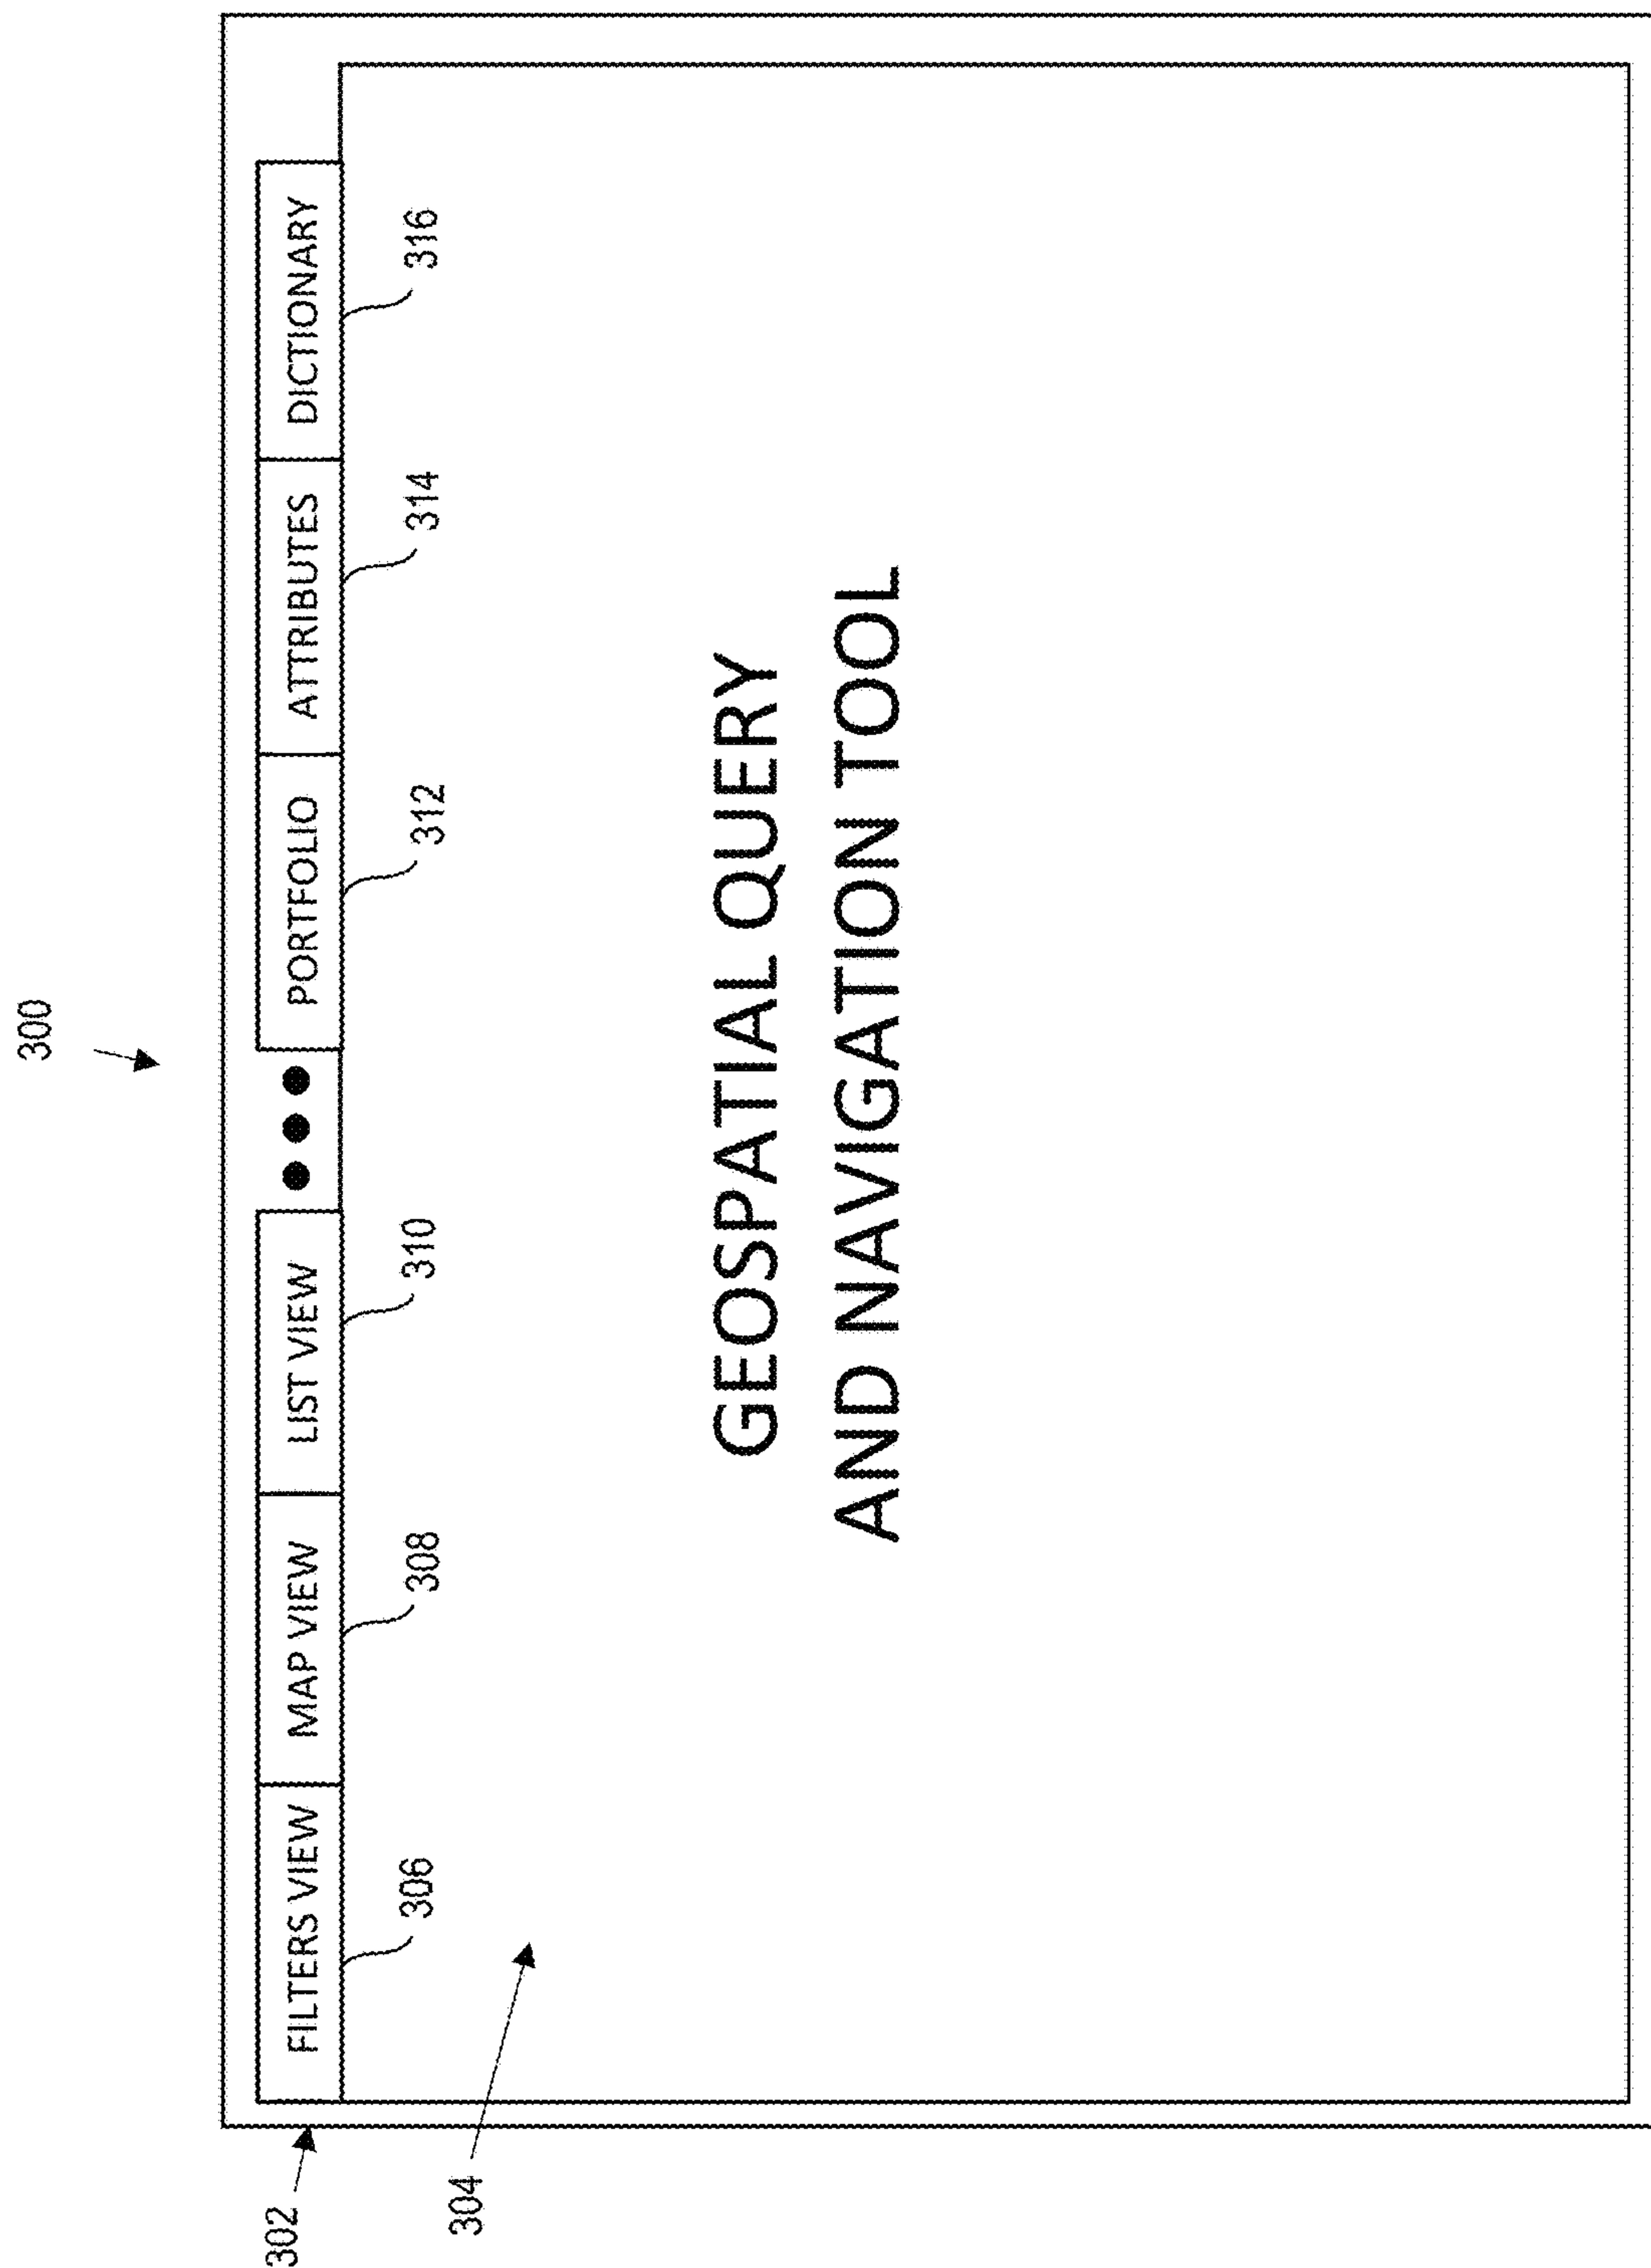 300
302
FILTERS VIEW MAP VIEW LIST VIEW PORTFOLIO ATTRIBUTES DICTIONARY
306 308 310 312 314 316
304
GEOSPATIAL QUERY
AND NAVIGATION TOOL